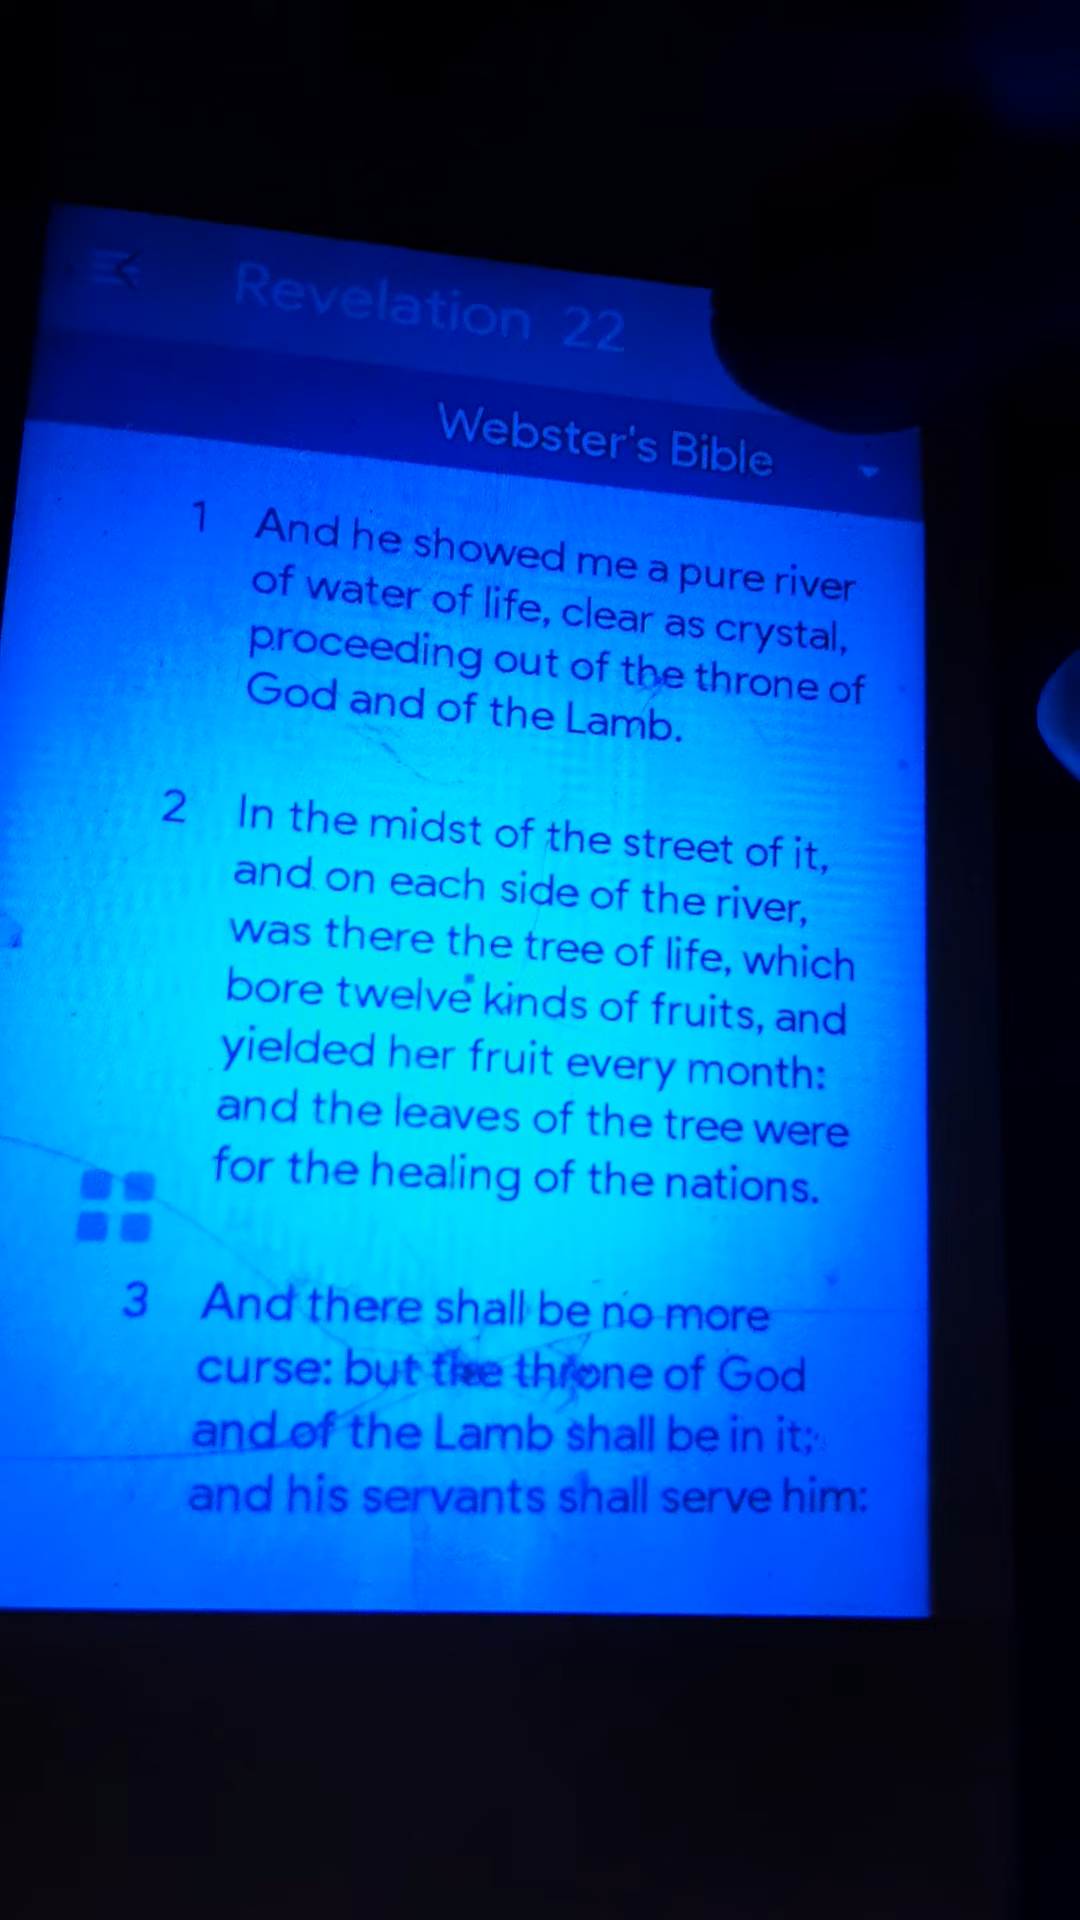 Revelation 22
Webster's Bible
1 And he showed me a pure river
of water of life, clear as crystal,
proceeding out of the throne of
God and of the Lamb.
2 In the midst of the street of it,
and on each side of the river,
was there the tree of life, which
bore twelve kinds of fruits, and
yielded her fruit every month:
and the leaves of the tree were
for the healing of the nations.
3 And there shall be no more
curse: but the throne of God
and of the Lamb shall be in it;
and his servants shall serve him: